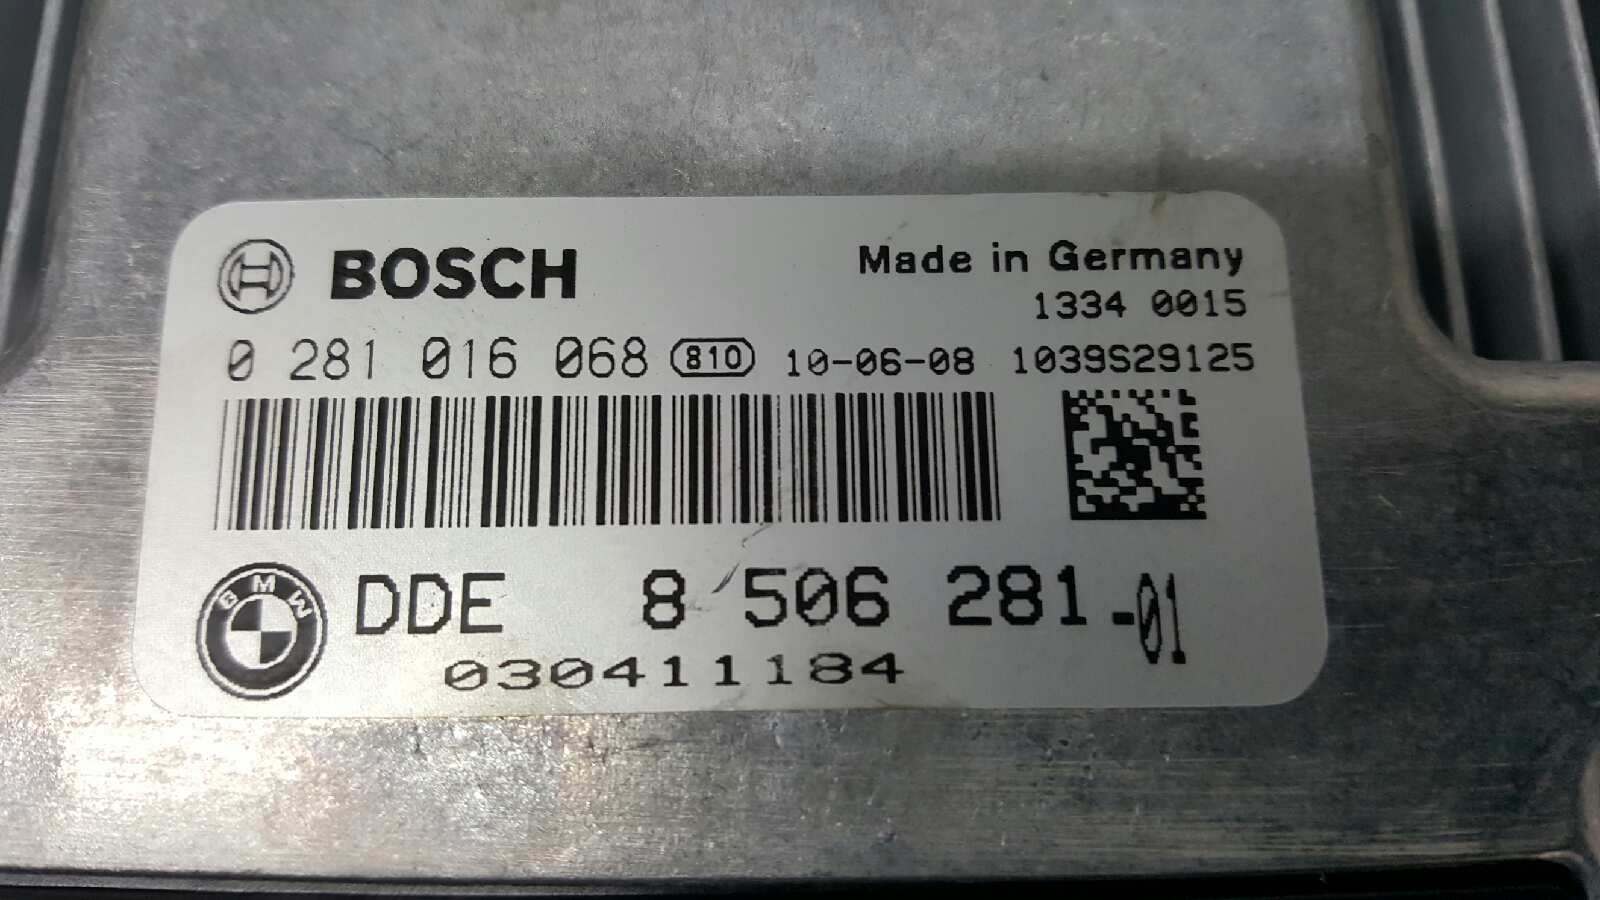 BOSCH
Made in Germany
1334 0015
0 281 016 068 810 10-06-08 1039S29125
BMW DDE 8 506 281-01
030411184